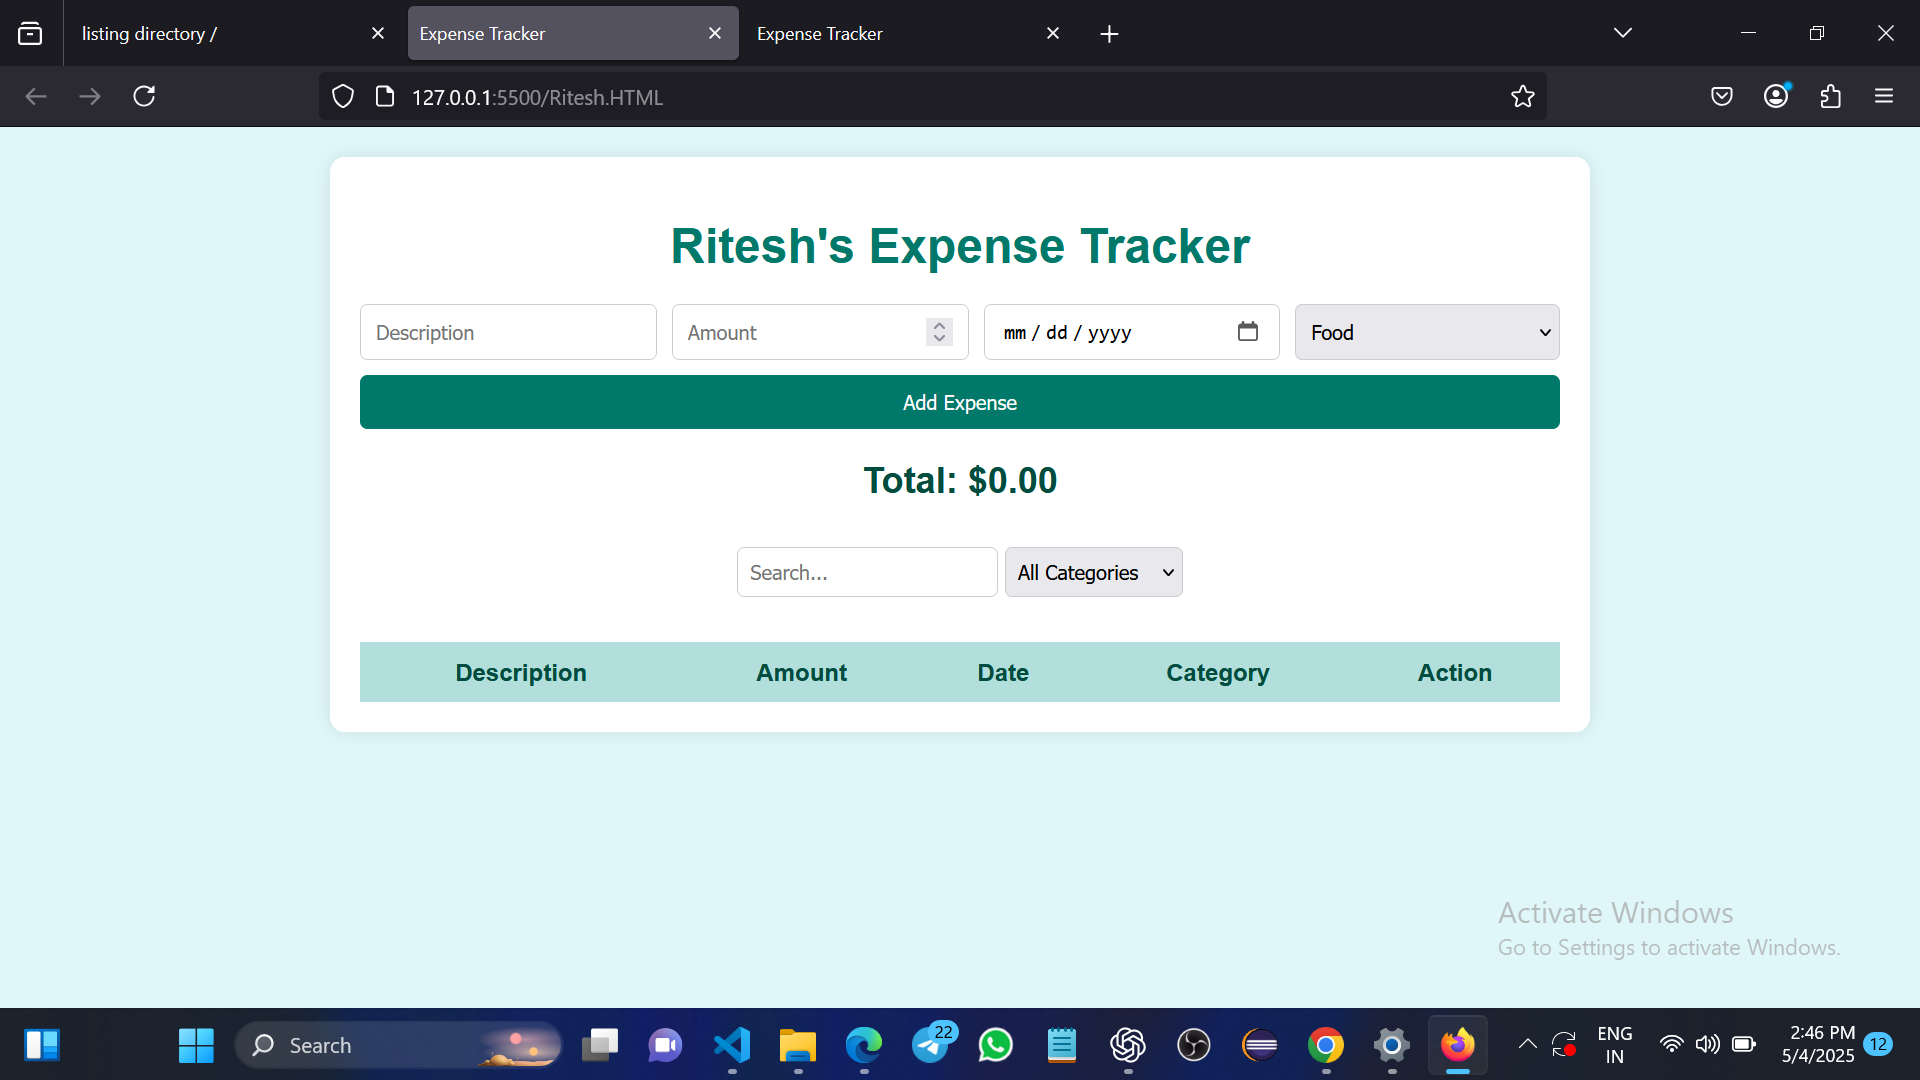 listing directory /
Expense Tracker
Expense Tracker
127.0.0.1:5500/Ritesh.HTML
Ritesh's Expense Tracker
Description
Amount
mm / dd / yyyy
Food
Add Expense
Total: $0.00
Search...
All Categories
Description Amount Date Category Action
Activate Windows
Go to Settings to activate Windows.
Search
22
ENG
IN
2:46 PM
5/4/2025
12